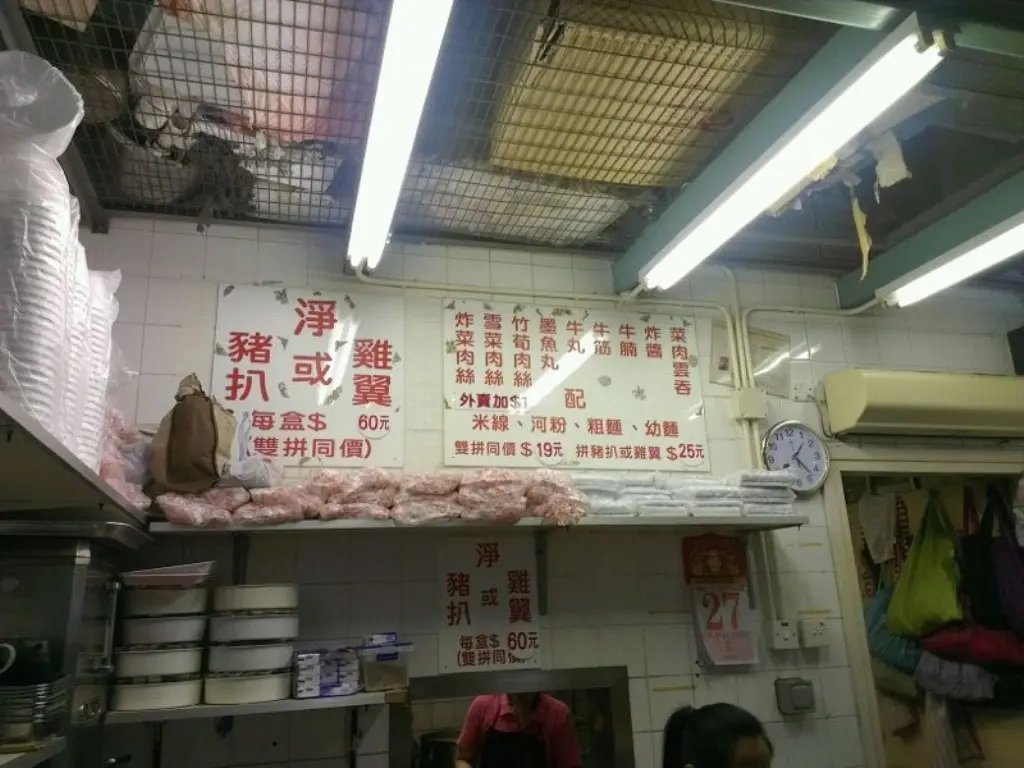 淨
豬扒 或 雞翼
每盒$ 60元
(雙拼同價)
炸菜肉絲
雪菜肉絲
竹荀肉絲
墨魚丸
牛丸
牛筋
牛腩
炸醬
菜肉雲吞
外賣加$1
配
米線、河粉、粗麵、幼麵
雙拼同價 $19元 拼豬扒或雞翼 $25元
淨
豬扒 或 雞翼
每盒$ 60元
(雙拼同
27